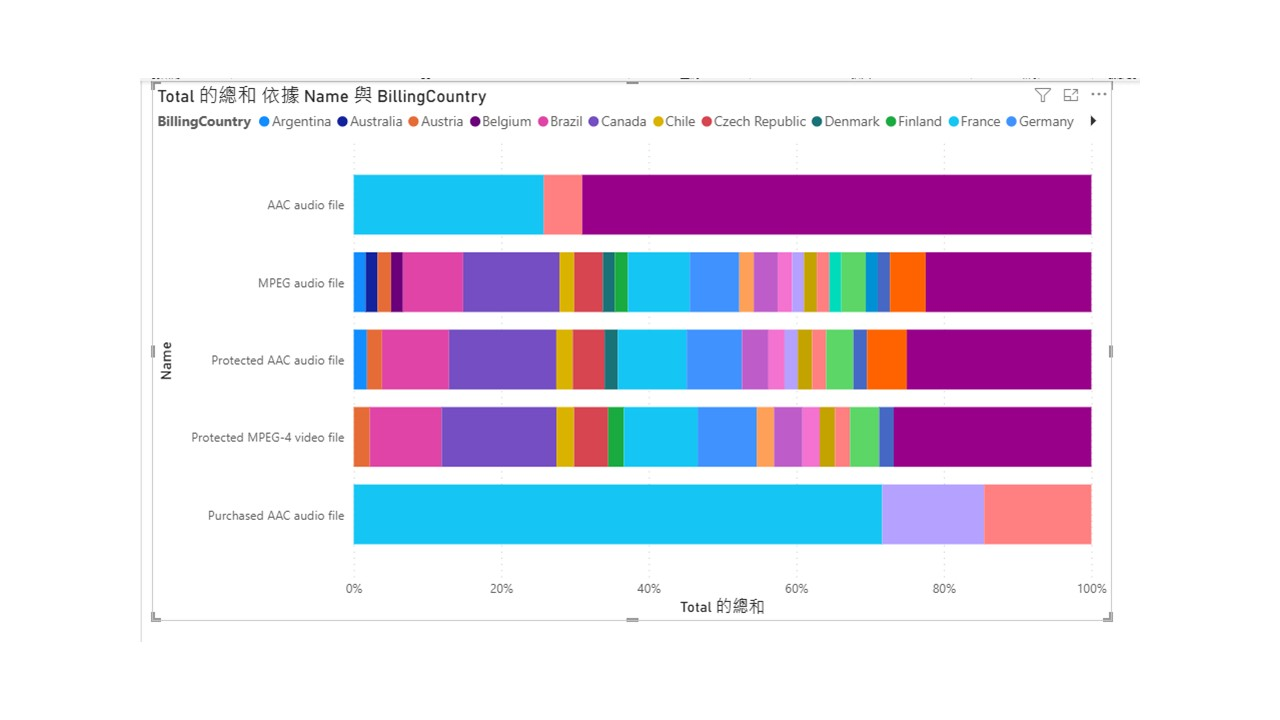 Total 的總和 依據 Name 與 BillingCountry
BillingCountry Argentina Australia Austria Belgium Brazil Canada Chile Czech Republic Denmark Finland France Germany
AAC audio file
MPEG audio file
Protected AAC audio file
Protected MPEG-4 video file
Purchased AAC audio file
Name
0% 20% 40% 60% 80% 100%
Total 的總和